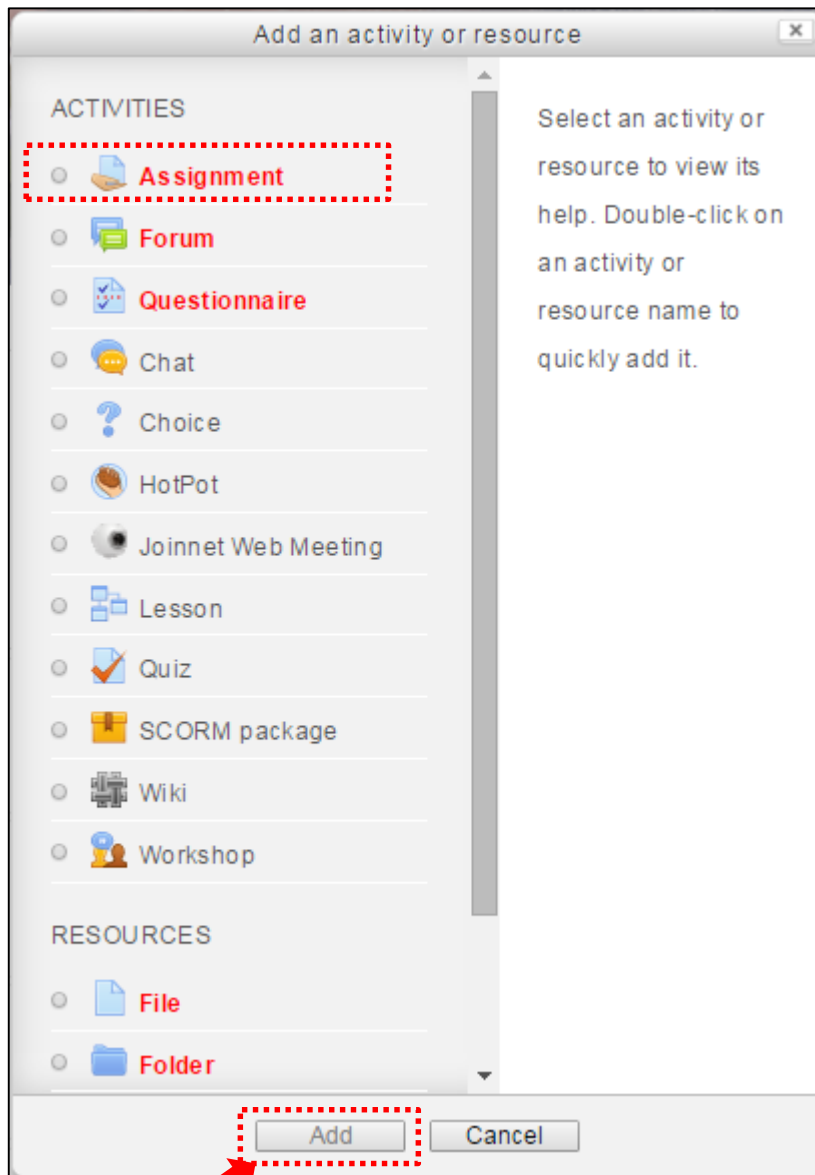 Add an activity or resource
ACTIVITIES
Assignment
Forum
Questionnaire
Chat
Choice
HotPot
Joinnet Web Meeting
Lesson
Quiz
SCORM package
Wiki
Workshop
RESOURCES
File
Folder
Select an activity or
resource to view its
help. Double-click on
an activity or
resource name to
quickly add it.
Add
Cancel